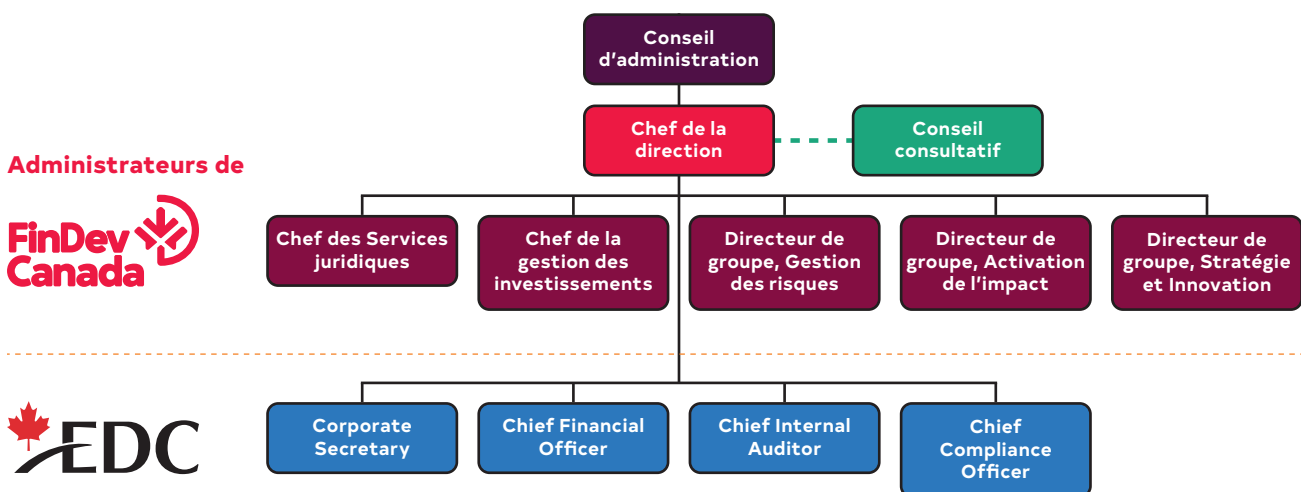 Conseil
d'administration
Chef de la
direction
Conseil
consultatif
Administrateurs de
FinDev
Canada
Chef des Services
juridiques
Chef de la
gestion des
investissements
Directeur de
groupe, Gestion
des risques
Directeur de
groupe, Activation
de l'impact
Directeur de
groupe, Stratégie
et Innovation
EDC
Corporate
Secretary
Chief Financial
Officer
Chief Internal
Auditor
Chief
Compliance
Officer